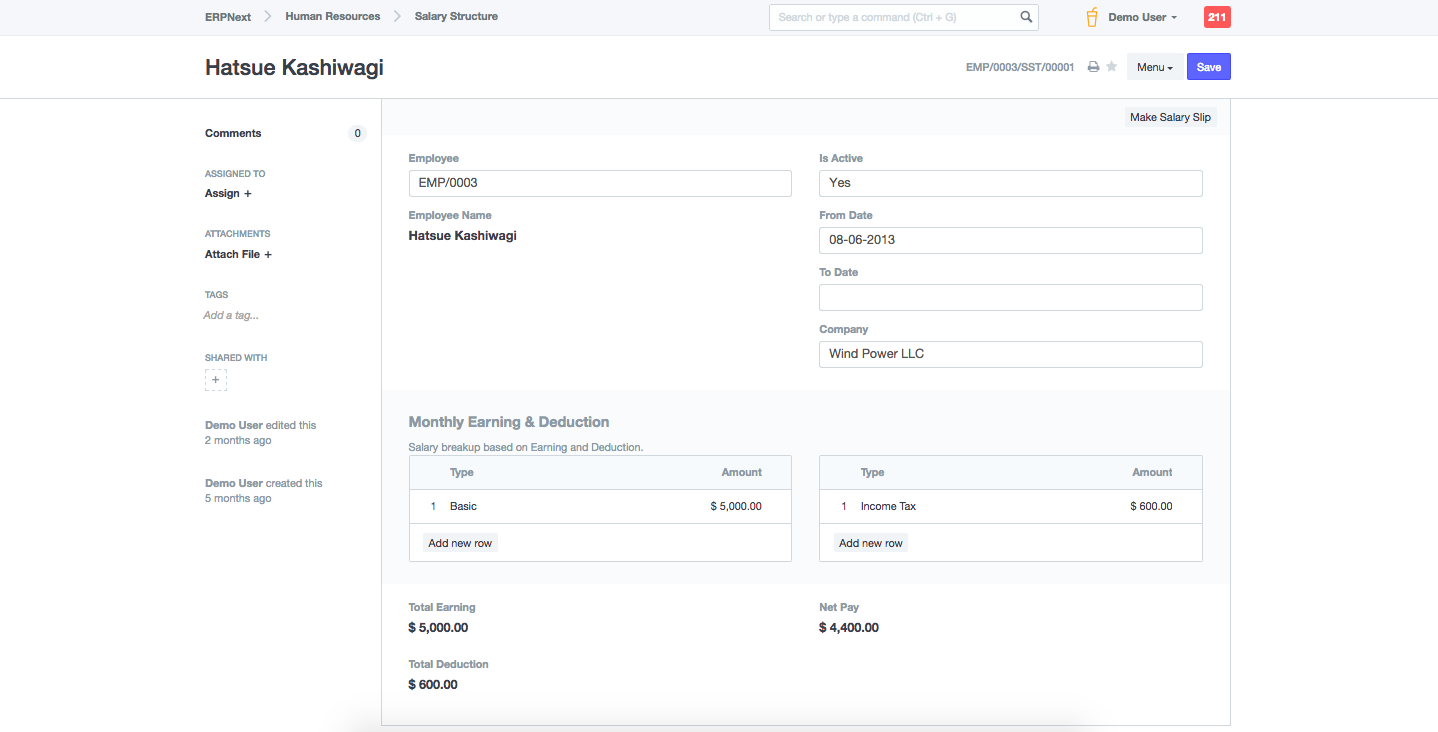 ERPNext Human Resources Salary Structure Search or type a command (Ctrl + G) Demo User 211
Hatsue Kashiwagi EMP/0003/SST/00001 Menu Save
Comments 0
ASSIGNED TO
Assign +
ATTACHMENTS
Attach File +
TAGS
Add a tag...
SHARED WITH
+
Demo User edited this
2 months ago
Demo User created this
5 months ago
Make Salary Slip
Employee
EMP/0003
Employee Name
Hatsue Kashiwagi
Is Active
Yes
From Date
08-06-2013
To Date
Company
Wind Power LLC
Monthly Earning & Deduction
Salary breakup based on Earning and Deduction.
Type Amount
1 Basic $ 5,000.00
Add new row
Type Amount
1 Income Tax $ 600.00
Add new row
Total Earning
$ 5,000.00
Total Deduction
$ 600.00
Net Pay
$ 4,400.00